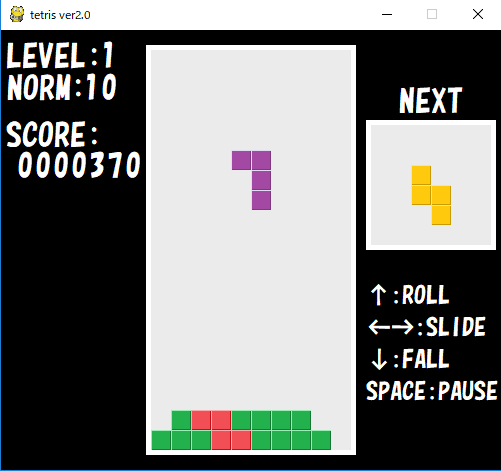 tetris ver2.0
LEVEL:1
NORM:10
SCORE:
0000370
NEXT
↑:ROLL
←→:SLIDE
↓:FALL
SPACE:PAUSE